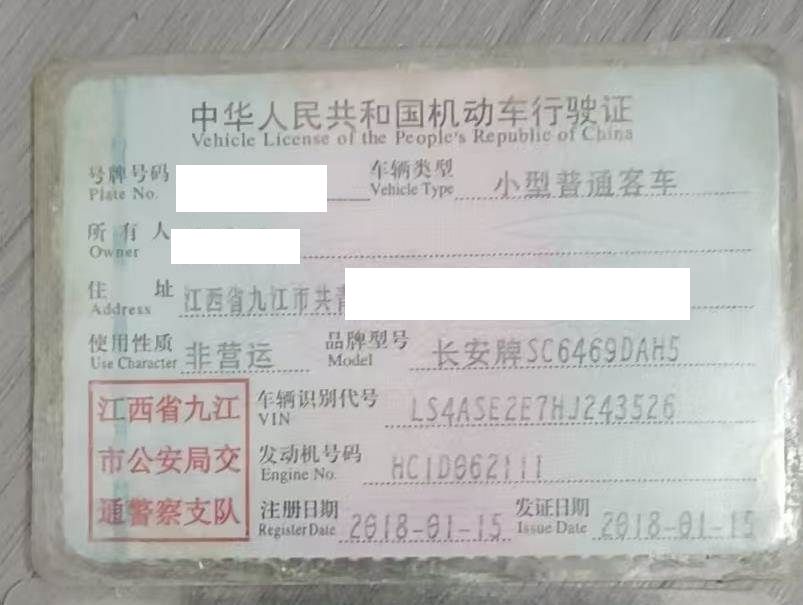 中华人民共和国机动车行驶证
Vehicle License of the People's Republic of China
号牌号码 车辆类型 小型普通客车
Plate No. Vehicle Type
所有人
Owner
住址 江西省九江市共青
Address
使用性质 非营运 品牌型号 长安牌SC6469DAH5
Use Character Model
江西省九江 车辆识别代号 LS4ASE2E7HJ243526
VIN
市公安局交 发动机号码 HC1D062111
Engine No.
通警察支队 注册日期 2018-01-15 发证日期 2018-01-15
Register Date Issue Date